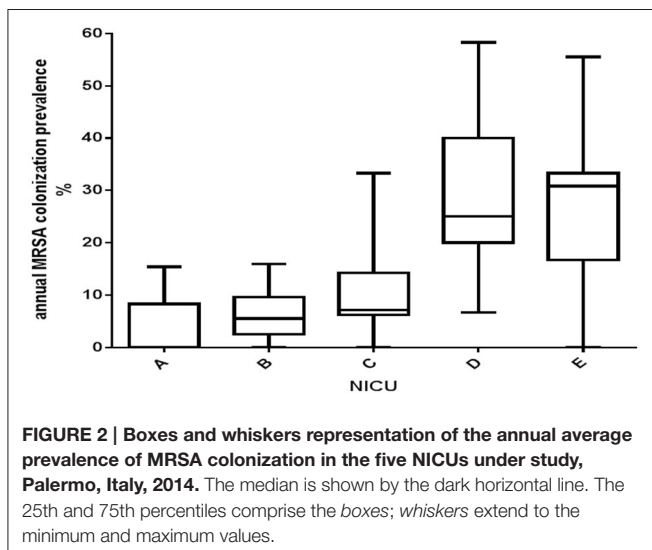 60
50
40
30
20
10
0
annual MRSA colonization prevalence
%
A B C D E
NICU
FIGURE 2 | Boxes and whiskers representation of the annual average
prevalence of MRSA colonization in the five NICUs under study,
Palermo, Italy, 2014. The median is shown by the dark horizontal line. The
25th and 75th percentiles comprise the boxes; whiskers extend to the
minimum and maximum values.